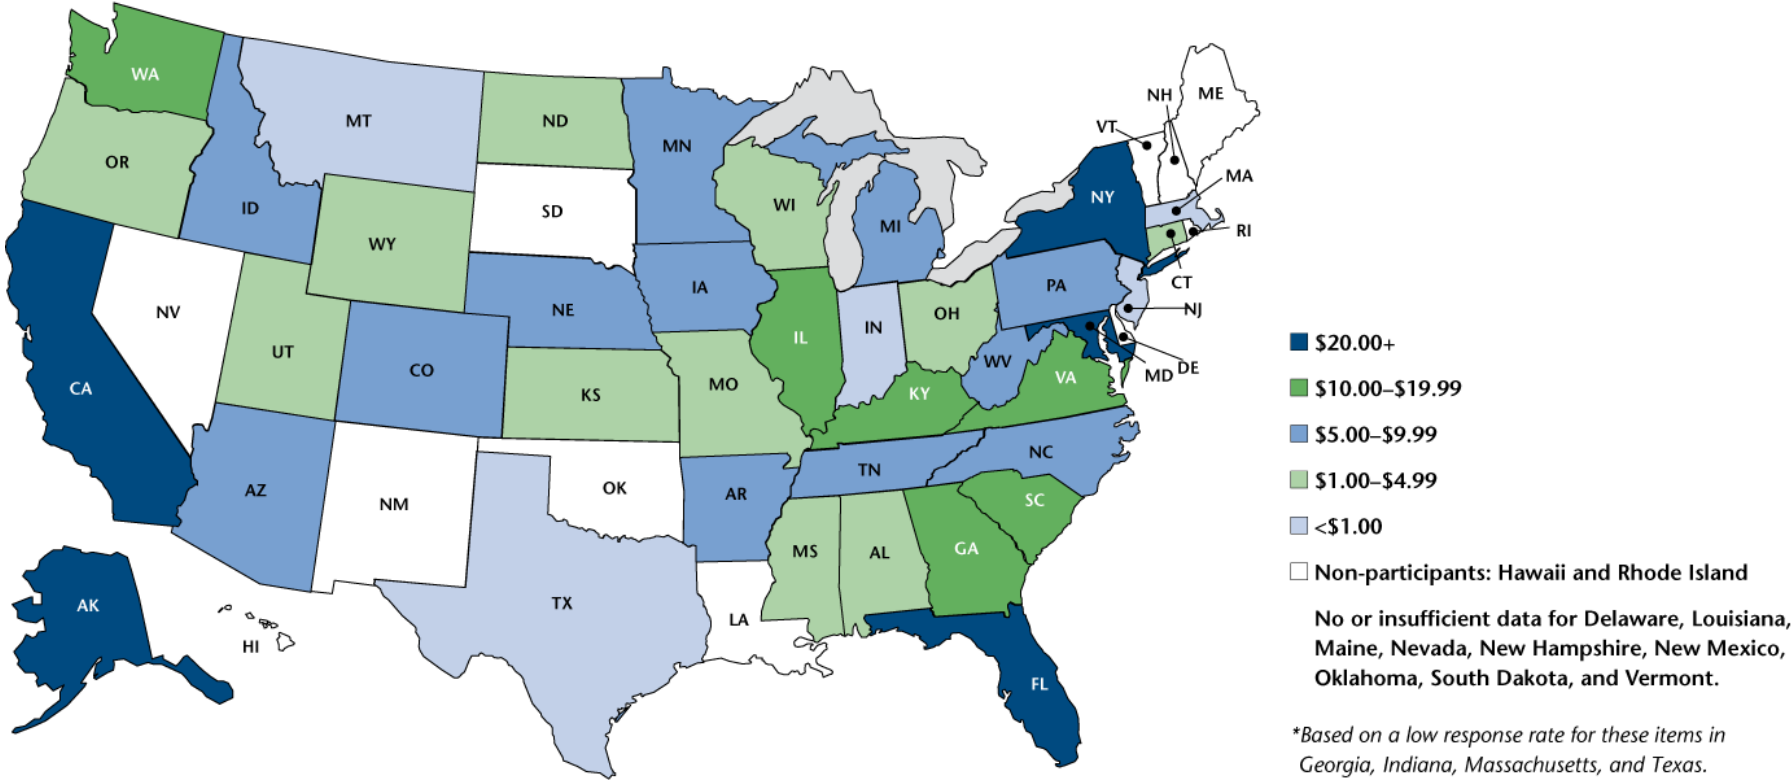 NH
ME
WA
VT
MT
ND
MN
OR
MA
NY
ID
SD
WI
MI
RI
WY
CT
PA
IA
NJ
NV
NE
OH
IN
IL
UT
WV
DE
MD
CO
VA
CA
MO
KS
KY
NC
TN
AZ
OK
AR
SC
NM
MS
AL
GA
TX
AK
LA
HI
FL
$20.00+
$10.00–$19.99
$5.00–$9.99
$1.00–$4.99
<$1.00
Non-participants: Hawaii and Rhode Island
No or insufficient data for Delaware, Louisiana,
Maine, Nevada, New Hampshire, New Mexico,
Oklahoma, South Dakota, and Vermont.
*Based on a low response rate for these items in
Georgia, Indiana, Massachusetts, and Texas.